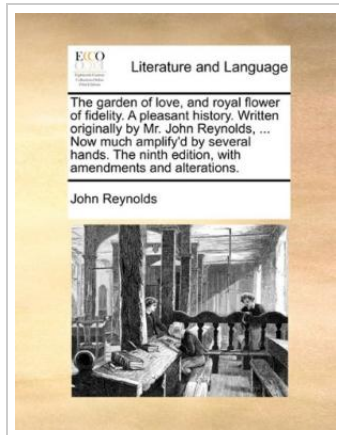 ECCO
Literature and Language
The garden of love, and royal flower
of fidelity. A pleasant history. Written
originally by Mr. John Reynolds, ...
Now much amplify'd by several
hands. The ninth edition, with
amendments and alterations.
John Reynolds